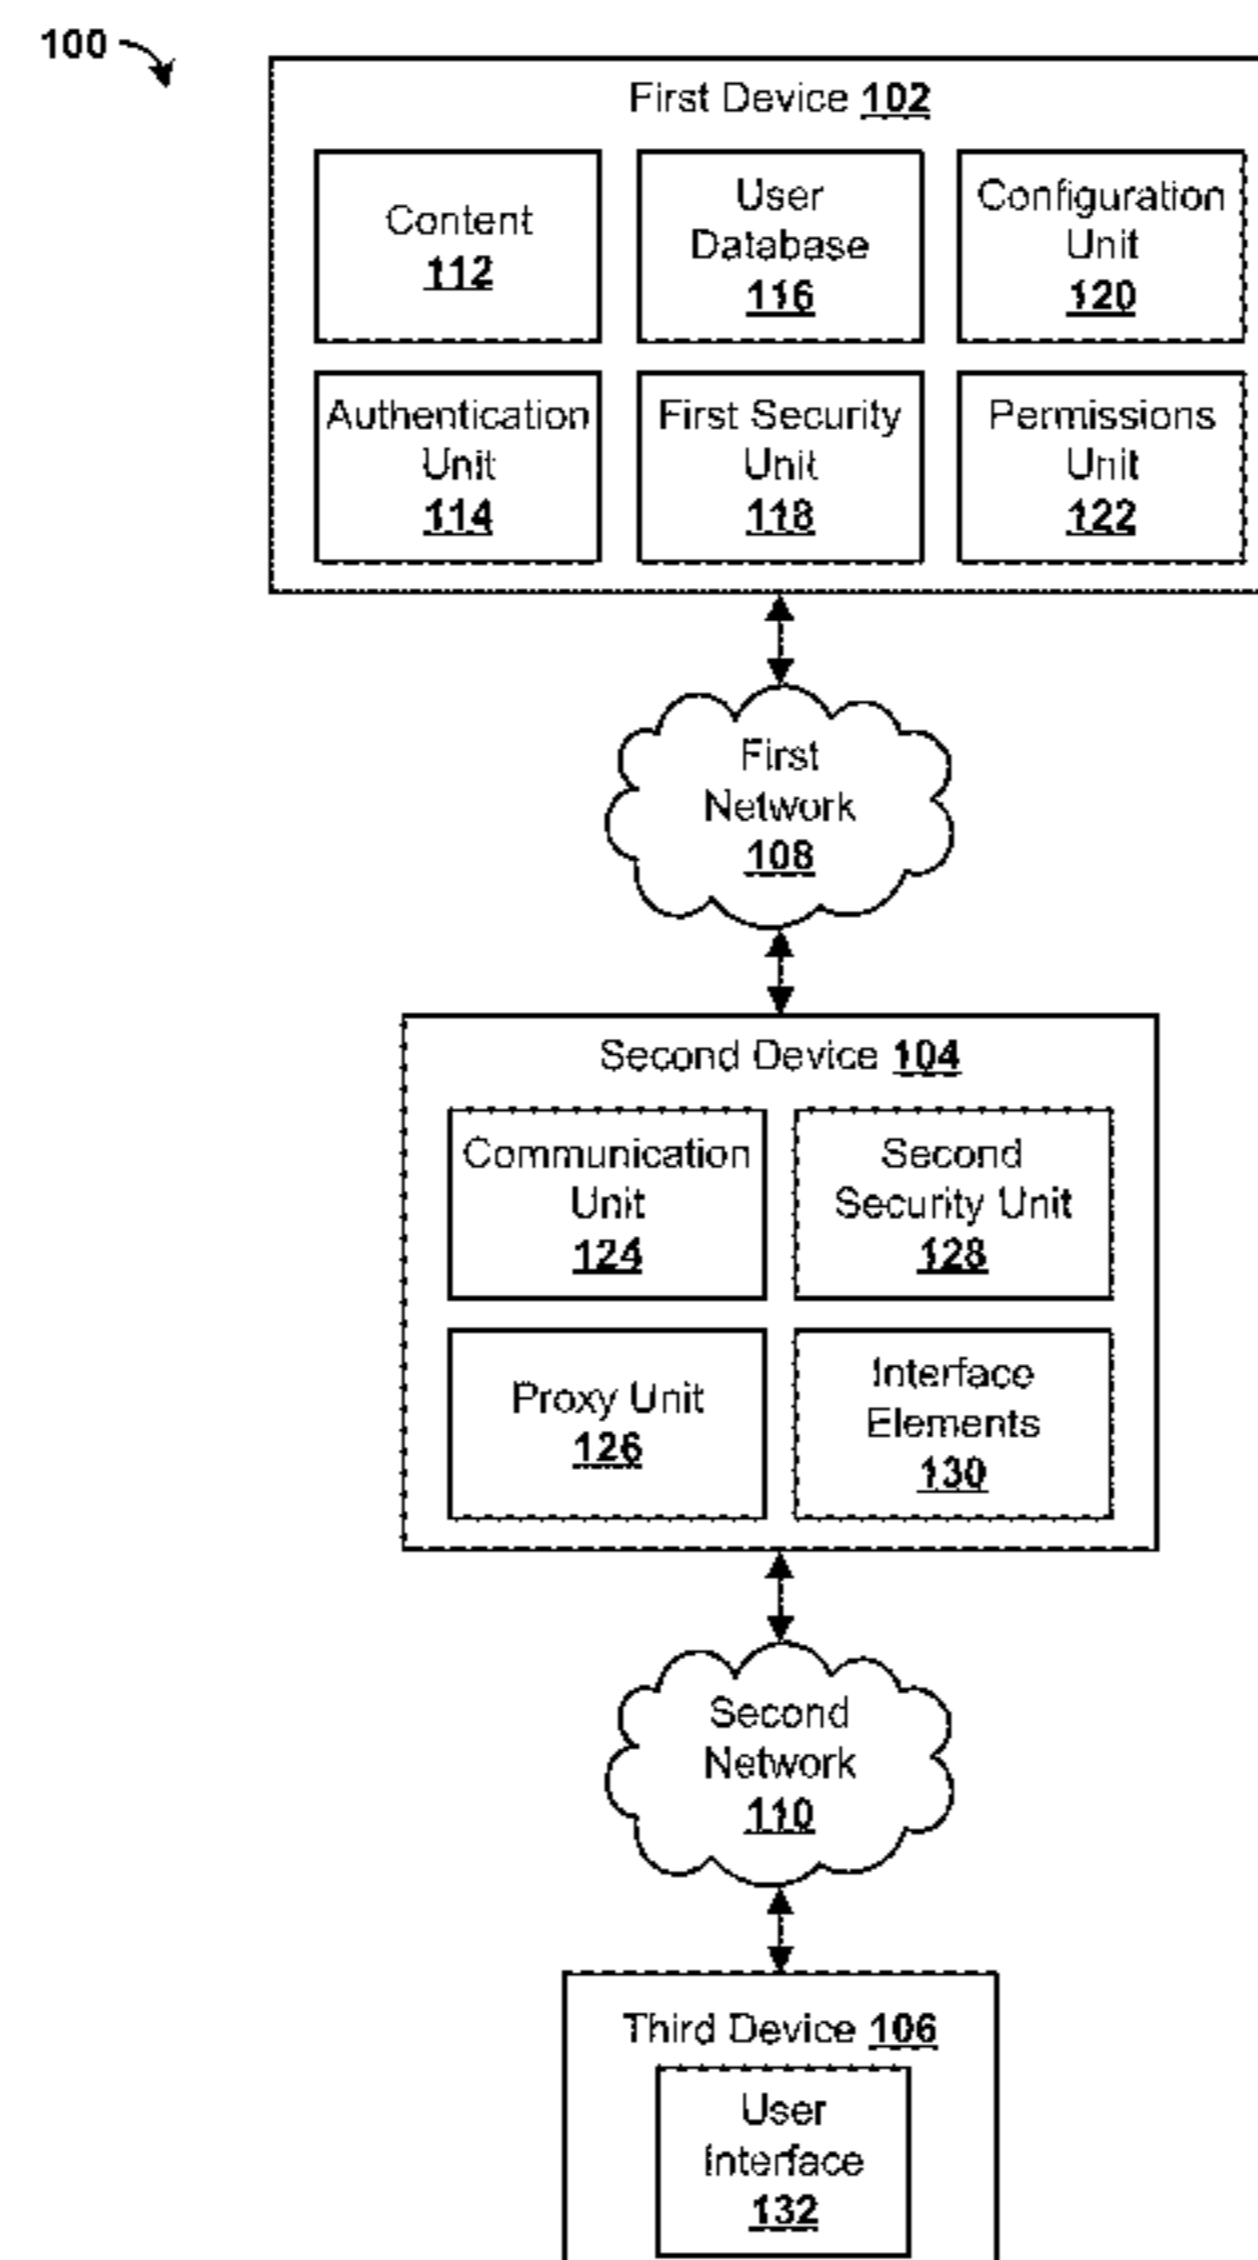 100
First Device 102
Content
112
User
Database
116
Configuration
Unit
120
Authentication
Unit
114
First Security
Unit
118
Permissions
Unit
122
First
Network
108
Second Device 104
Communication
Unit
124
Second
Security Unit
128
Proxy Unit
126
Interface
Elements
130
Second
Network
110
Third Device 106
User
Interface
132